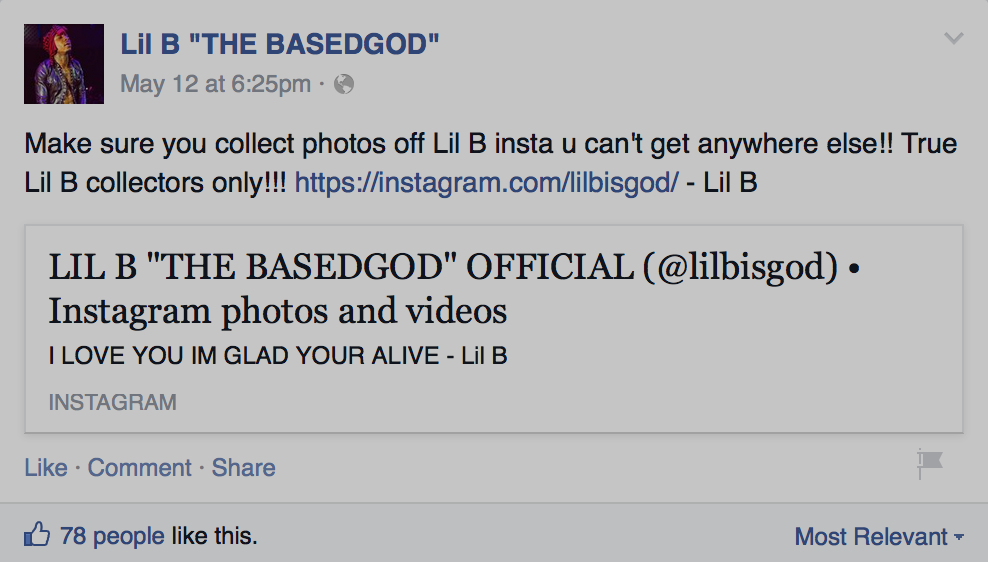 Lil B "THE BASEDGOD"
May 12 at 6:25pm ·
Make sure you collect photos off Lil B insta u can't get anywhere else!! True
Lil B collectors only!!! https://instagram.com/lilbisgod/ - Lil B
LIL B "THE BASEDGOD" OFFICIAL (@lilbisgod) •
Instagram photos and videos
I LOVE YOU IM GLAD YOUR ALIVE - Lil B
INSTAGRAM
Like · Comment · Share
78 people like this.
Most Relevant